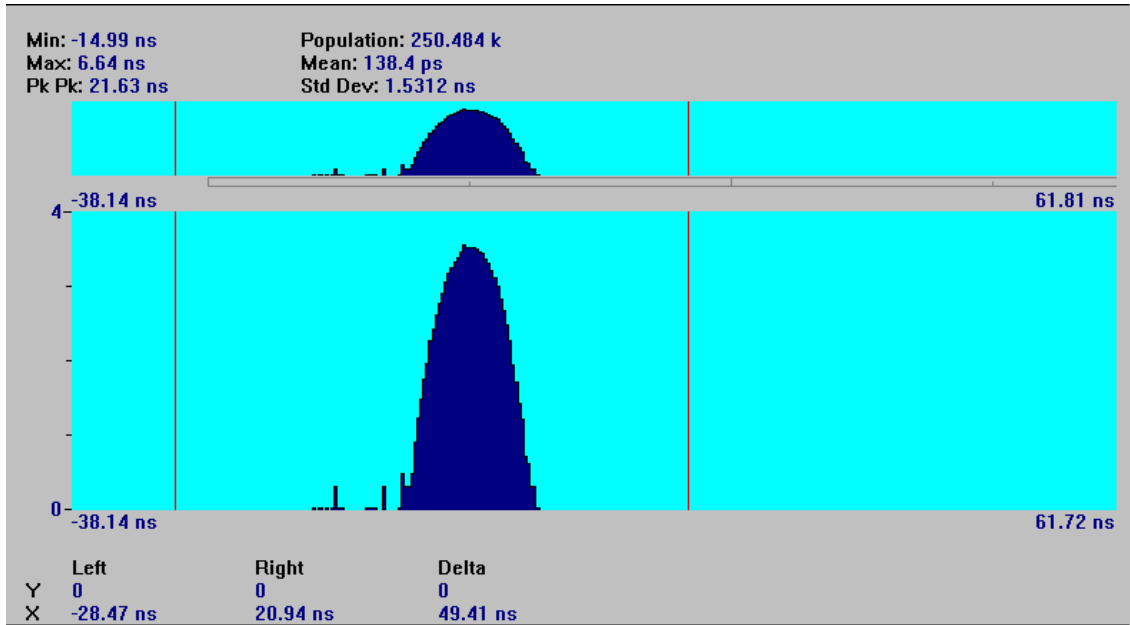 Min: -14.99 ns Population: 250.484 k
Max: 6.64 ns Mean: 138.4 ps
Pk Pk: 21.63 ns Std Dev: 1.5312 ns
-38.14 ns 61.81 ns
4
0
-38.14 ns 61.72 ns
Left Right Delta
Y 0 0 0
X -28.47 ns 20.94 ns 49.41 ns